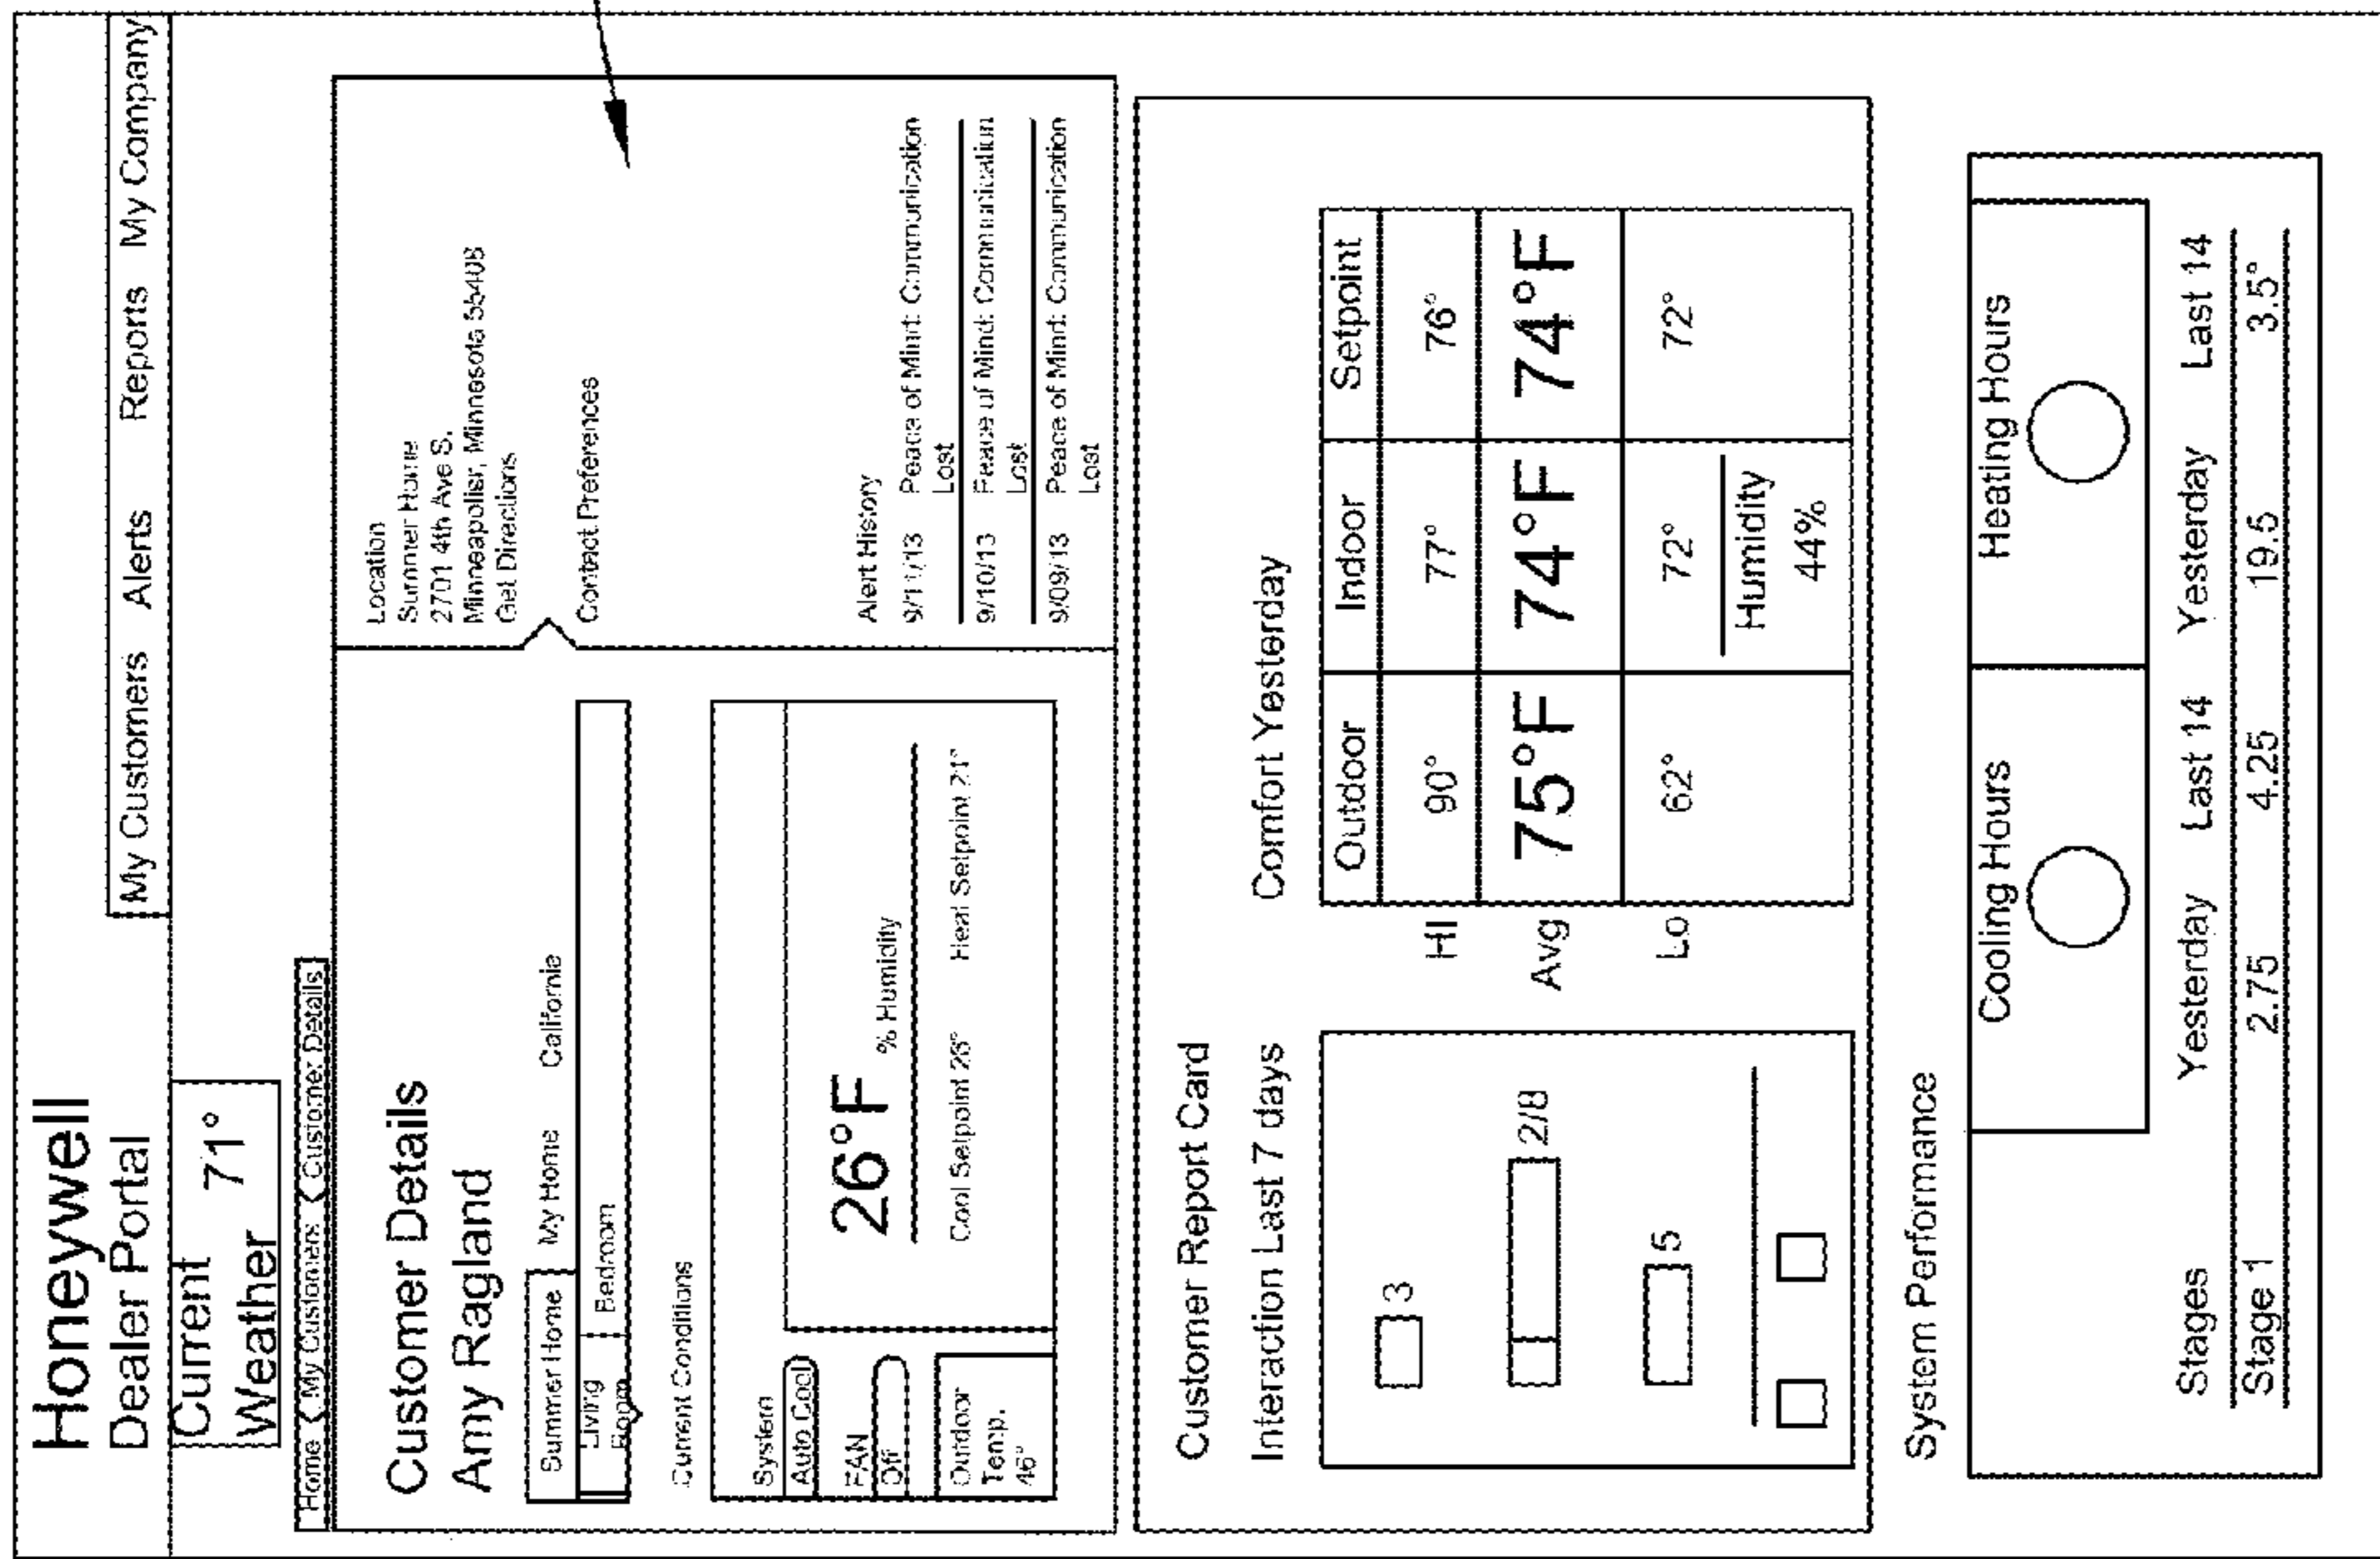 Honeywell
Dealer Portal
My Customers Alerts Reports My Company
Current
Weather 71°
Home My Customers Customer Details
Customer Details
Amy Ragland
Summer Home My Home California
Living
Room Bedroom
Current Conditions
System
Auto Cool
FAN
Off
Outdoor
Temp.
46°
26°F % Humidity
Cool Setpoint 26° Heat Setpoint 21°
Location
Summer Home
2701 4th Ave S.
Minneapolis, Minnesota 55408
Get Directions
Contact Preferences
Alert History
9/11/13 Peace of Mind: Communication
Lost
9/10/13 Peace of Mind: Communication
Lost
9/09/13 Peace of Mind: Communication
Lost
Customer Report Card
Interaction Last 7 days
3
2/8
5
Comfort Yesterday
Outdoor Indoor Setpoint
HI 90° 77° 76°
Avg 75°F 74°F 74°F
Lo 62° 72° 72°
Humidity
44%
System Performance
Cooling Hours Heating Hours
Stages Yesterday Last 14 Yesterday Last 14
Stage 1 2.75 4.25 19.5 3.5°